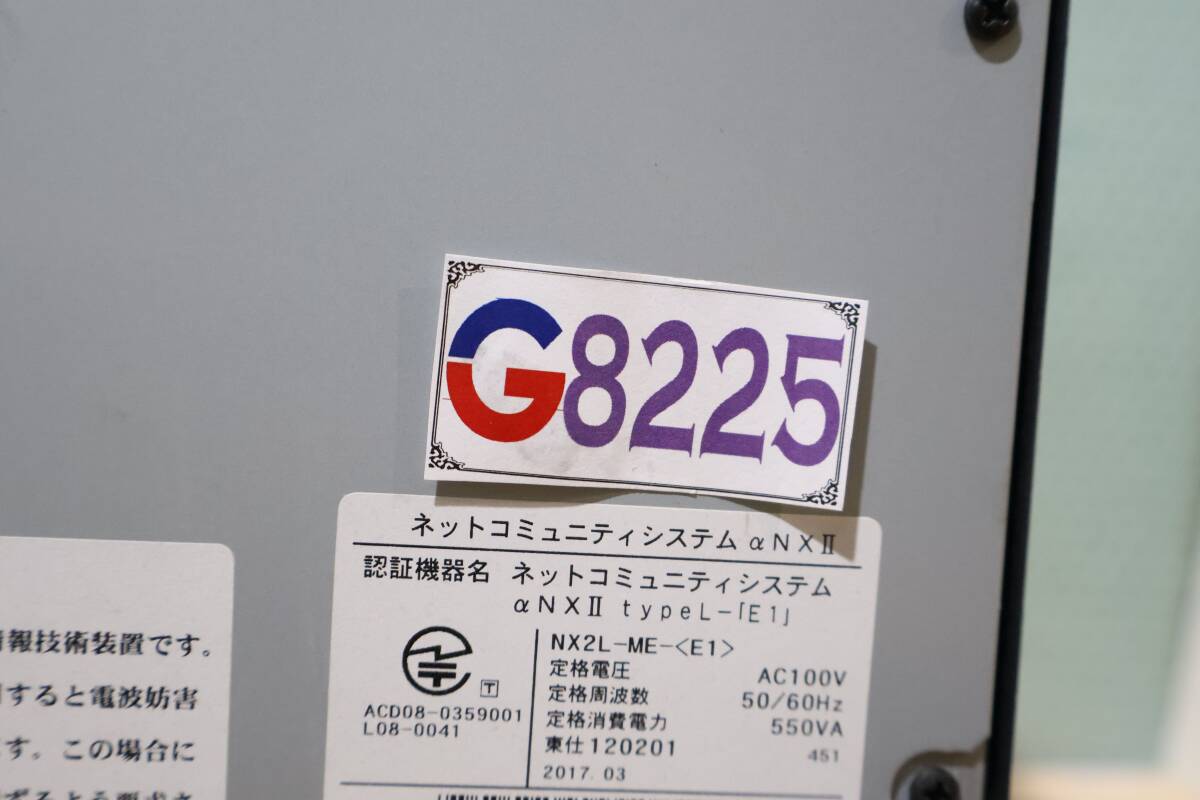 G8225
ネットコミュニティシステム αNXⅡ
認証機器名 ネットコミュニティシステム
αNXⅡ typeL-「E1」
NX2L-ME-<E1>
定格電圧 AC100V
定格周波数 50/60Hz
定格消費電力 550VA
東仕120201 451
2017.03
T
ACD08-0359001
L08-0041
報技術装置です。
すると電波妨害
す。この場合に